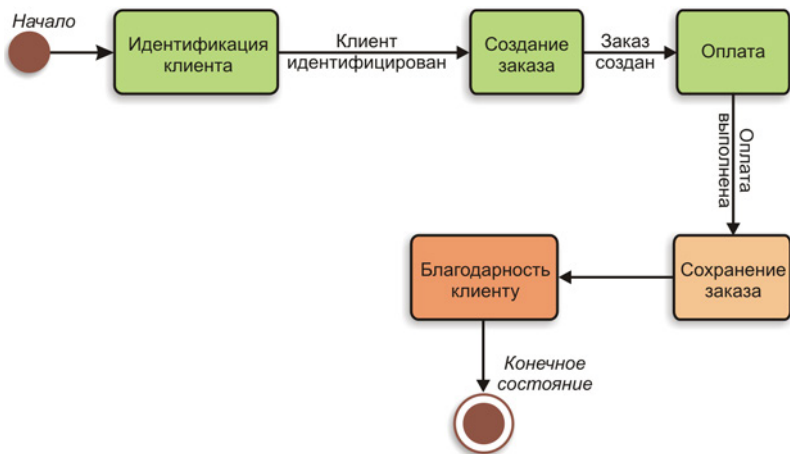 Начало
Идентификация
клиента
Клиент
идентифицирован
Создание
заказа
Заказ
создан
Оплата
Оплата
выполнена
Сохранение
заказа
Благодарность
клиенту
Конечное
состояние